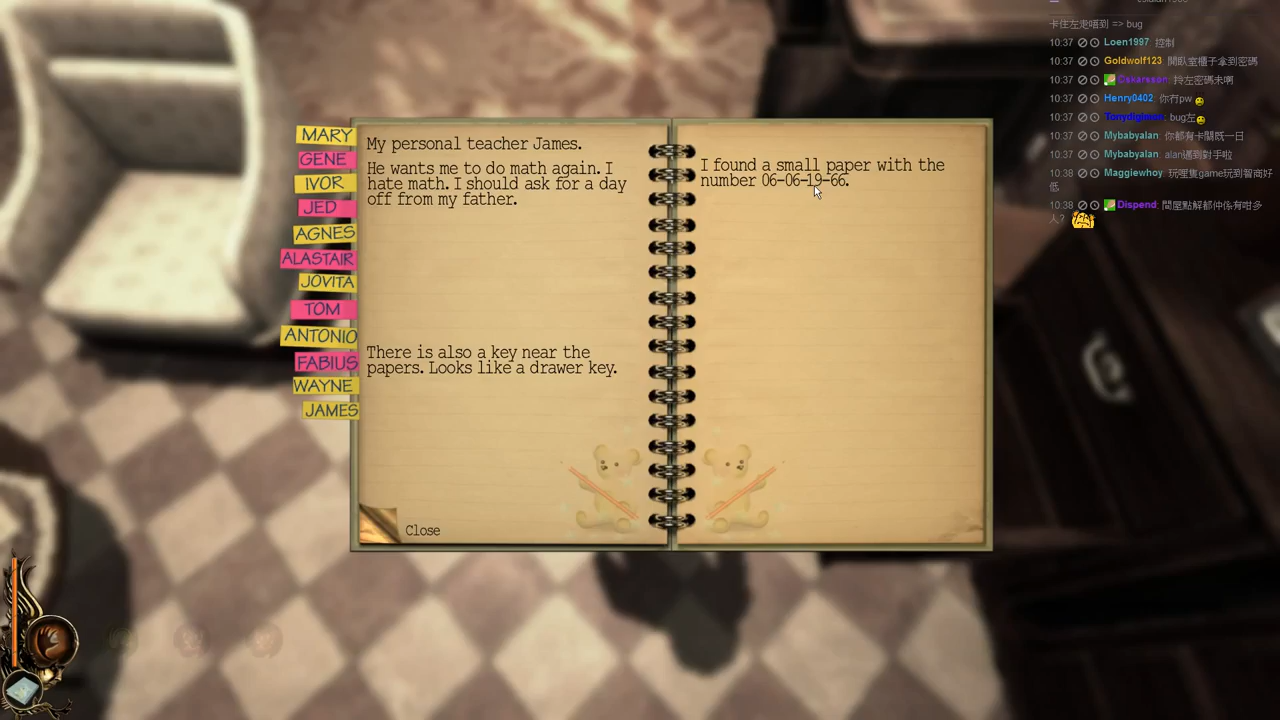 MARY
GENE
IVOR
JED
AGNES
ALASTAIR
JOVITA
TOM
ANTONIO
FABIUS
WAYNE
JAMES
My personal teacher James.
He wants me to do math again. I
hate math. I should ask for a day
off from my father.
There is also a key near the
papers. Looks like a drawer key.
Close
I found a small paper with the
number 06-06-19-66.
卡住左走唔到 => bug
10:37 Loen1997: 控制
10:37 Goldwolf123: 開臥室櫃子拿到密碼
10:37 Oskarsson: 拎左密碼未啊
10:37 Henry0402: 你冇pw
10:37 Tonydigiman: bug左
10:37 Mybabyalan: 你都有卡關既一日
10:37 Mybabyalan: alan遇到對手啦
10:38 Maggiewhoy: 玩哩隻game玩到智商好
低
10:38 Dispend: 間屋點解都仲係有咁多
人?